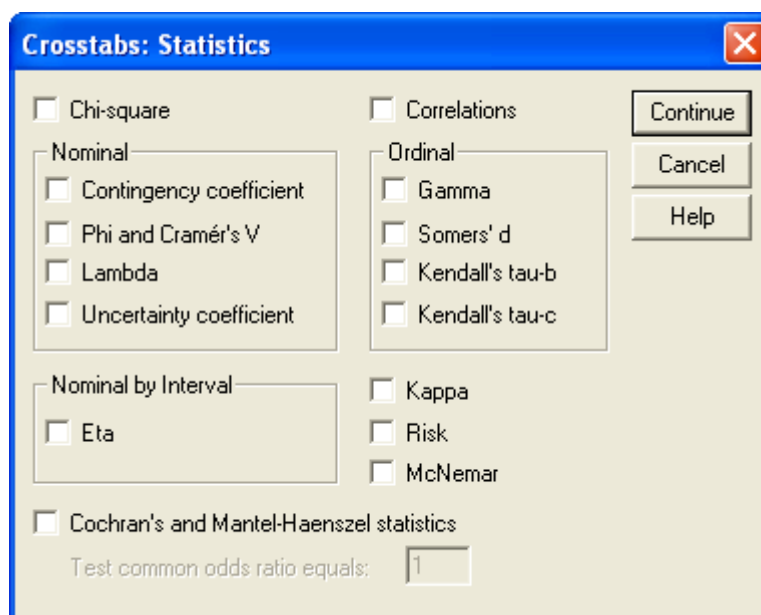 Crosstabs: Statistics
Chi-square
Correlations
Continue
Cancel
Help
Nominal
Contingency coefficient
Phi and Cramér's V
Lambda
Uncertainty coefficient
Ordinal
Gamma
Somers' d
Kendall's tau-b
Kendall's tau-c
Nominal by Interval
Eta
Kappa
Risk
McNemar
Cochran's and Mantel-Haenszel statistics
Test common odds ratio equals: 1